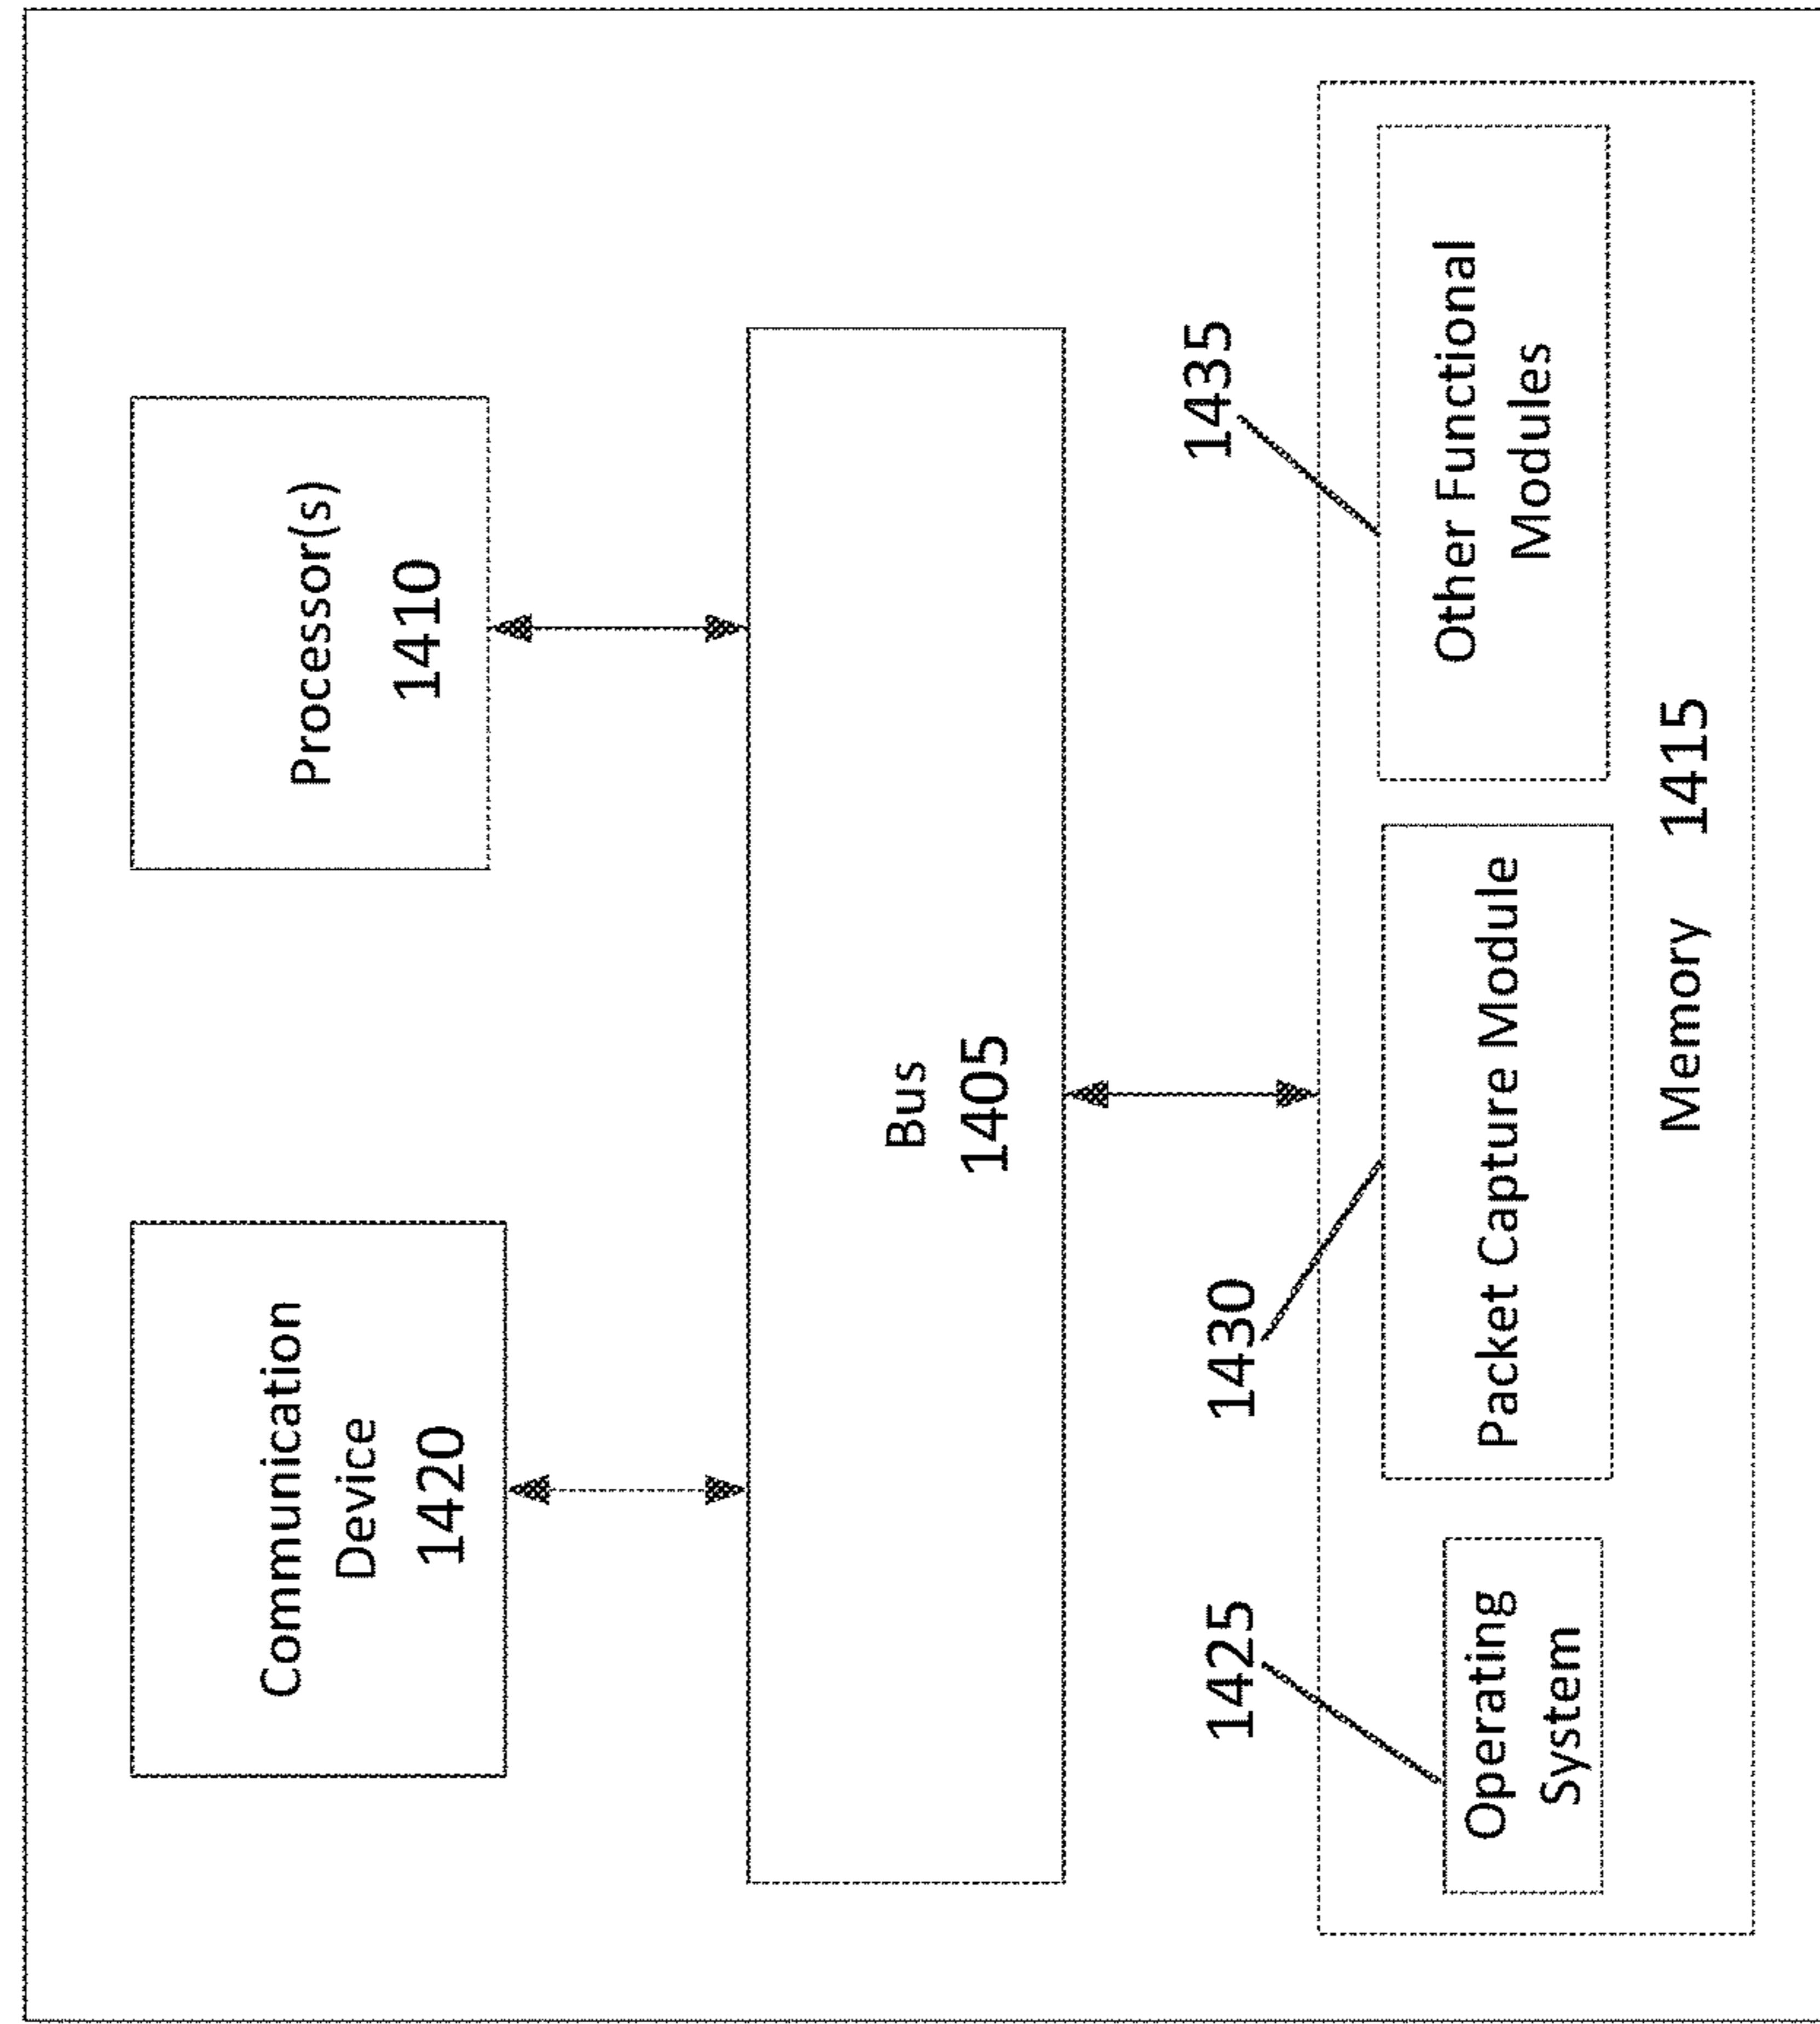 Communication
Device
1420
Processor(s)
1410
Bus
1405
1425
1430
1435
Operating
System
Packet Capture Module
Other Functional
Modules
Memory 1415